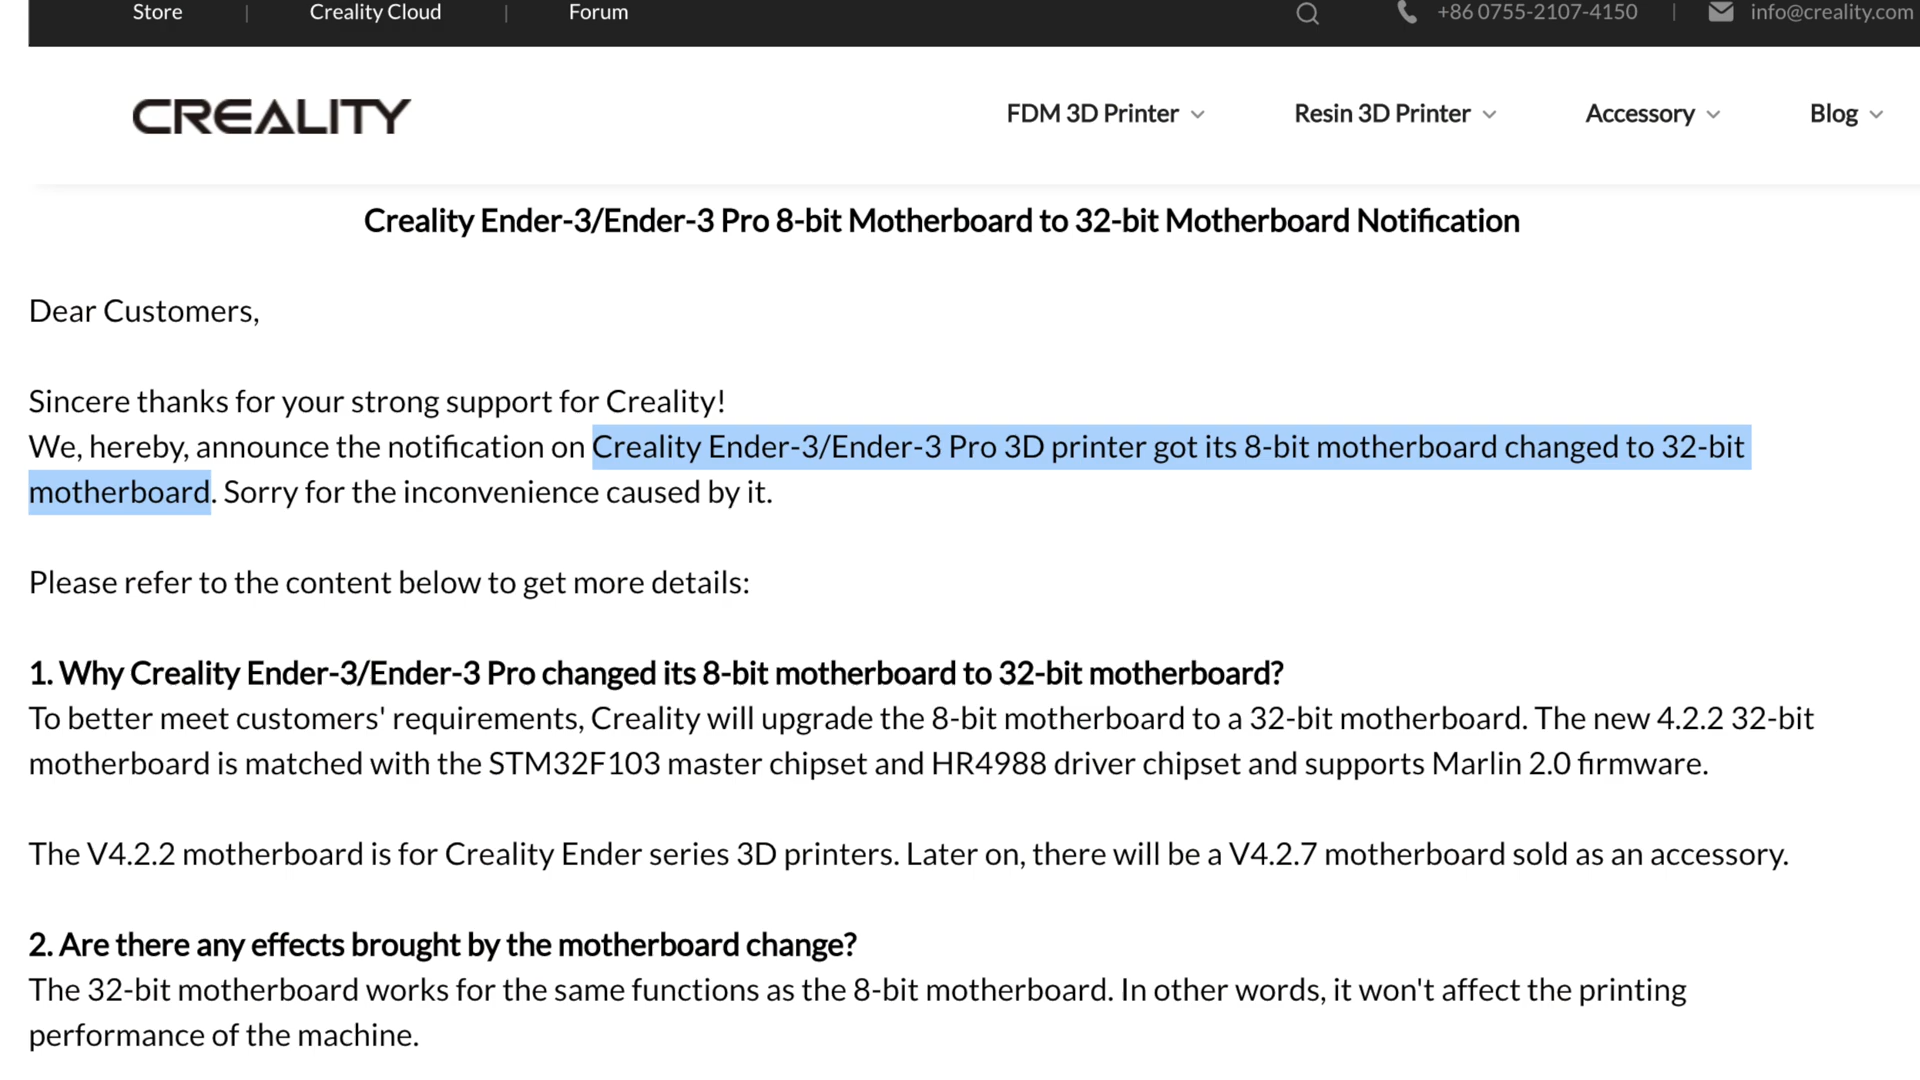 Store | Creality Cloud | Forum +86 0755-2107-4150 | info@creality.com
CREALITY FDM 3D Printer Resin 3D Printer Accessory Blog
Creality Ender-3/Ender-3 Pro 8-bit Motherboard to 32-bit Motherboard Notification
Dear Customers,
Sincere thanks for your strong support for Creality!
We, hereby, announce the notification on Creality Ender-3/Ender-3 Pro 3D printer got its 8-bit motherboard changed to 32-bit
motherboard. Sorry for the inconvenience caused by it.
Please refer to the content below to get more details:
1. Why Creality Ender-3/Ender-3 Pro changed its 8-bit motherboard to 32-bit motherboard?
To better meet customers' requirements, Creality will upgrade the 8-bit motherboard to a 32-bit motherboard. The new 4.2.2 32-bit
motherboard is matched with the STM32F103 master chipset and HR4988 driver chipset and supports Marlin 2.0 firmware.
The V4.2.2 motherboard is for Creality Ender series 3D printers. Later on, there will be a V4.2.7 motherboard sold as an accessory.
2. Are there any effects brought by the motherboard change?
The 32-bit motherboard works for the same functions as the 8-bit motherboard. In other words, it won't affect the printing
performance of the machine.